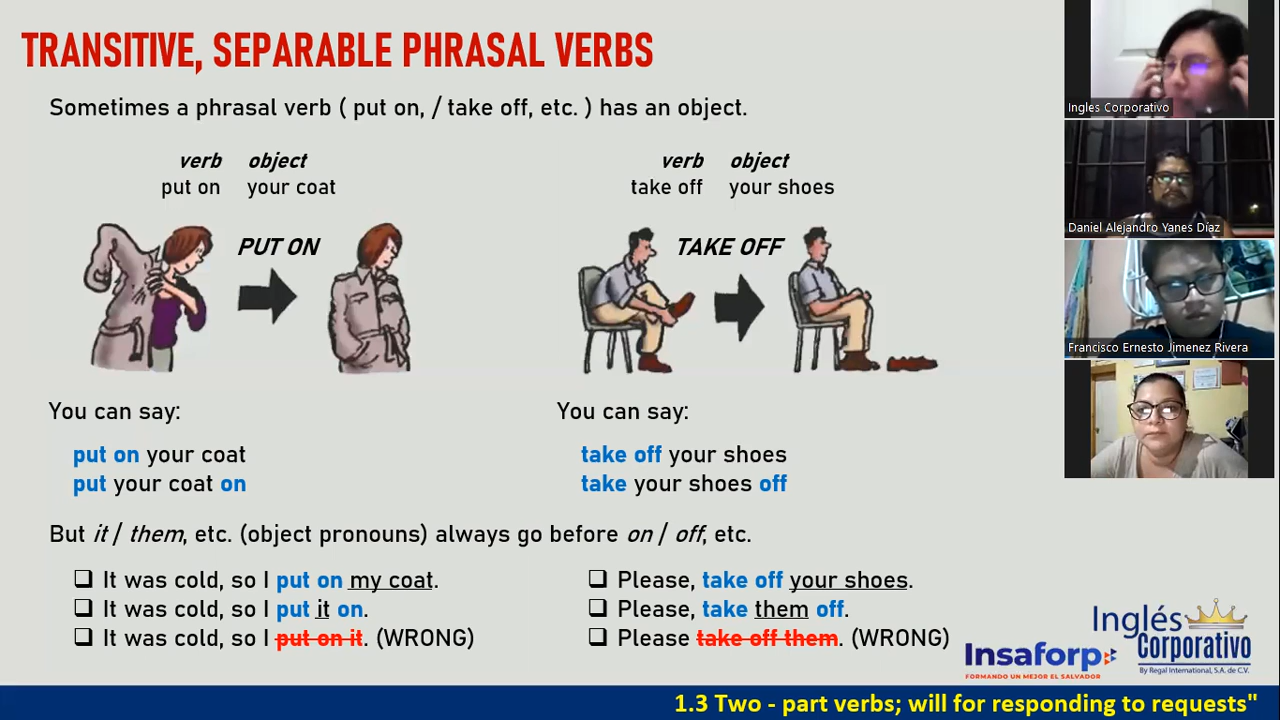 TRANSITIVE, SEPARABLE PHRASAL VERBS
Sometimes a phrasal verb ( put on, / take off, etc. ) has an object.
verb object
put on your coat
PUT ON
verb object
take off your shoes
TAKE OFF
You can say:
put on your coat
put your coat on
You can say:
take off your shoes
take your shoes off
But it / them, etc. (object pronouns) always go before on / off, etc.
It was cold, so I put on my coat.
It was cold, so I put it on.
It was cold, so I put on it. (WRONG)
Please, take off your shoes.
Please, take them off.
Please take off them. (WRONG)
Insaforp
FORMANDO UN MEJOR EL SALVADOR
Inglés
Corporativo
By Regal International, S.A. de C.V.
1.3 Two - part verbs; will for responding to requests"
Ingles Corporativo
Daniel Alejandro Yanes Díaz
Francisco Ernesto Jimenez Rivera